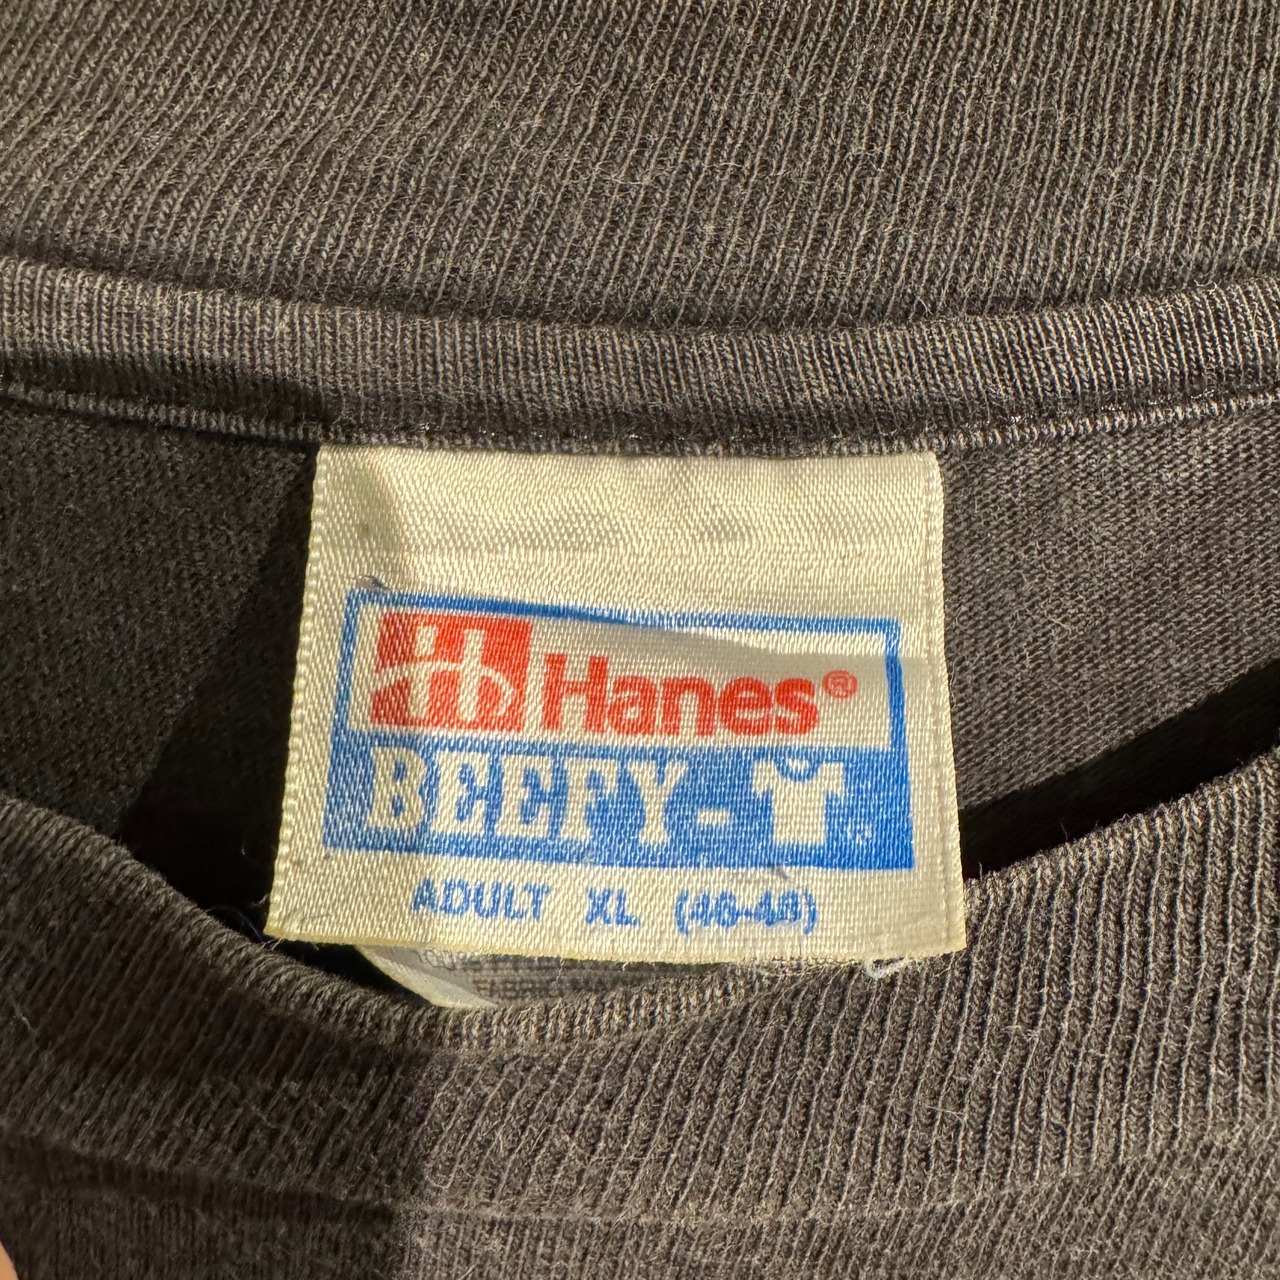 Hanes®
BEEFY-T®
ADULT XL (46-48)